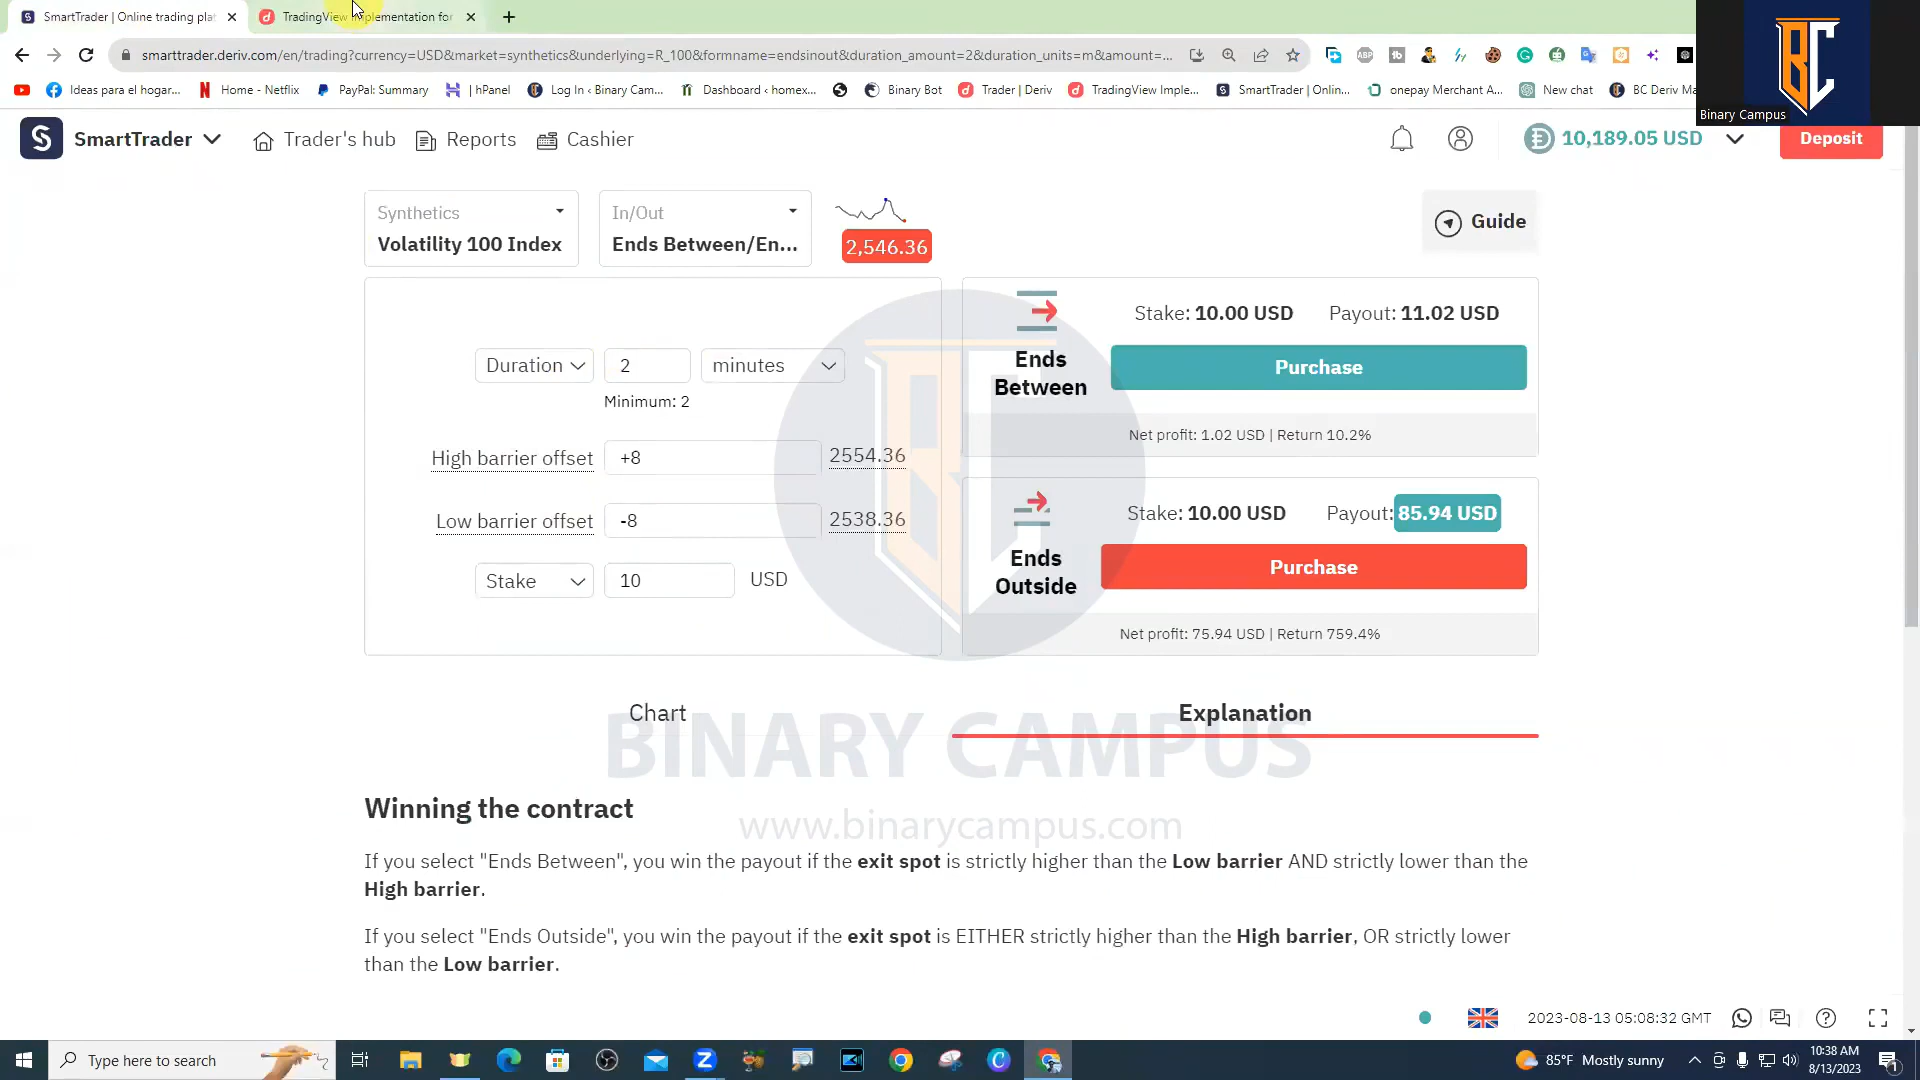 SmartTrader | Online trading pla
TradingView Implementation for
smarttrader.deriv.com/en/trading?currency=USD&market=synthetics&underlying=R_100&formname=endsinout&duration_amount=2&duration_units=m&amount=...
Ideas para el hogar... Home - Netflix PayPal: Summary | hPanel Log In ‹ Binary Cam... Dashboard ‹ homex... Binary Bot Trader | Deriv TradingView Imple... SmartTrader | Onlin... onepay Merchant A... New chat BC Deriv Ma
BC
Binary Campus
SmartTrader Trader's hub Reports Cashier 10,189.05 USD Deposit
Synthetics
Volatility 100 Index
In/Out
Ends Between/En...
2,546.36
Guide
Duration 2 minutes
Minimum: 2
High barrier offset +8 2554.36
Low barrier offset -8 2538.36
Stake 10 USD
Ends Between
Stake: 10.00 USD Payout: 11.02 USD
Purchase
Net profit: 1.02 USD | Return 10.2%
Ends Outside
Stake: 10.00 USD Payout: 85.94 USD
Purchase
Net profit: 75.94 USD | Return 759.4%
Chart Explanation
BINARY CAMPUS
www.binarycampus.com
Winning the contract
If you select "Ends Between", you win the payout if the exit spot is strictly higher than the Low barrier AND strictly lower than the
High barrier.
If you select "Ends Outside", you win the payout if the exit spot is EITHER strictly higher than the High barrier, OR strictly lower
than the Low barrier.
2023-08-13 05:08:32 GMT
Type here to search
85°F Mostly sunny
10:38 AM
8/13/2023